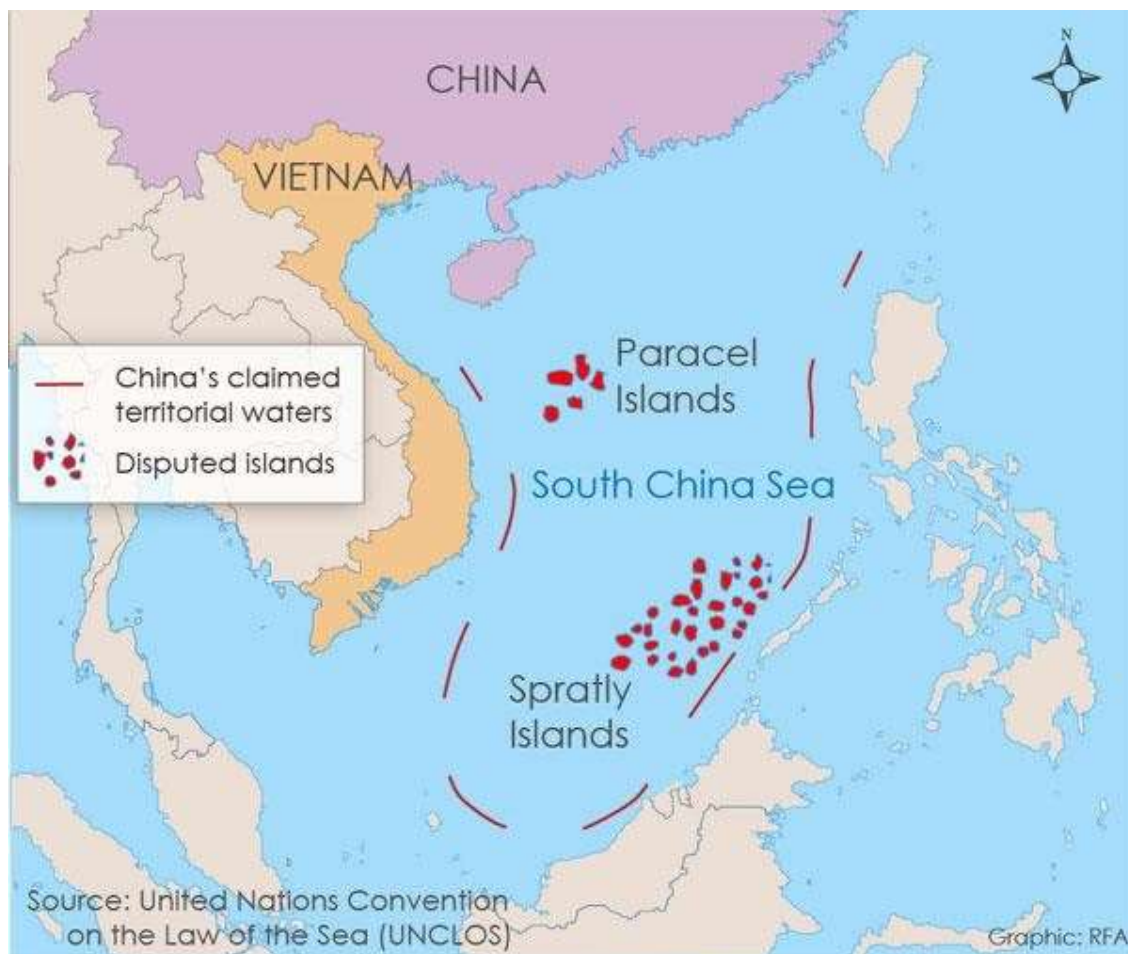 N
CHINA
VIETNAM
Paracel
Islands
China's claimed
territorial waters
Disputed islands
South China Sea
Spratly
Islands
Source: United Nations Convention
on the Law of the Sea (UNCLOS)
Graphic: RFA